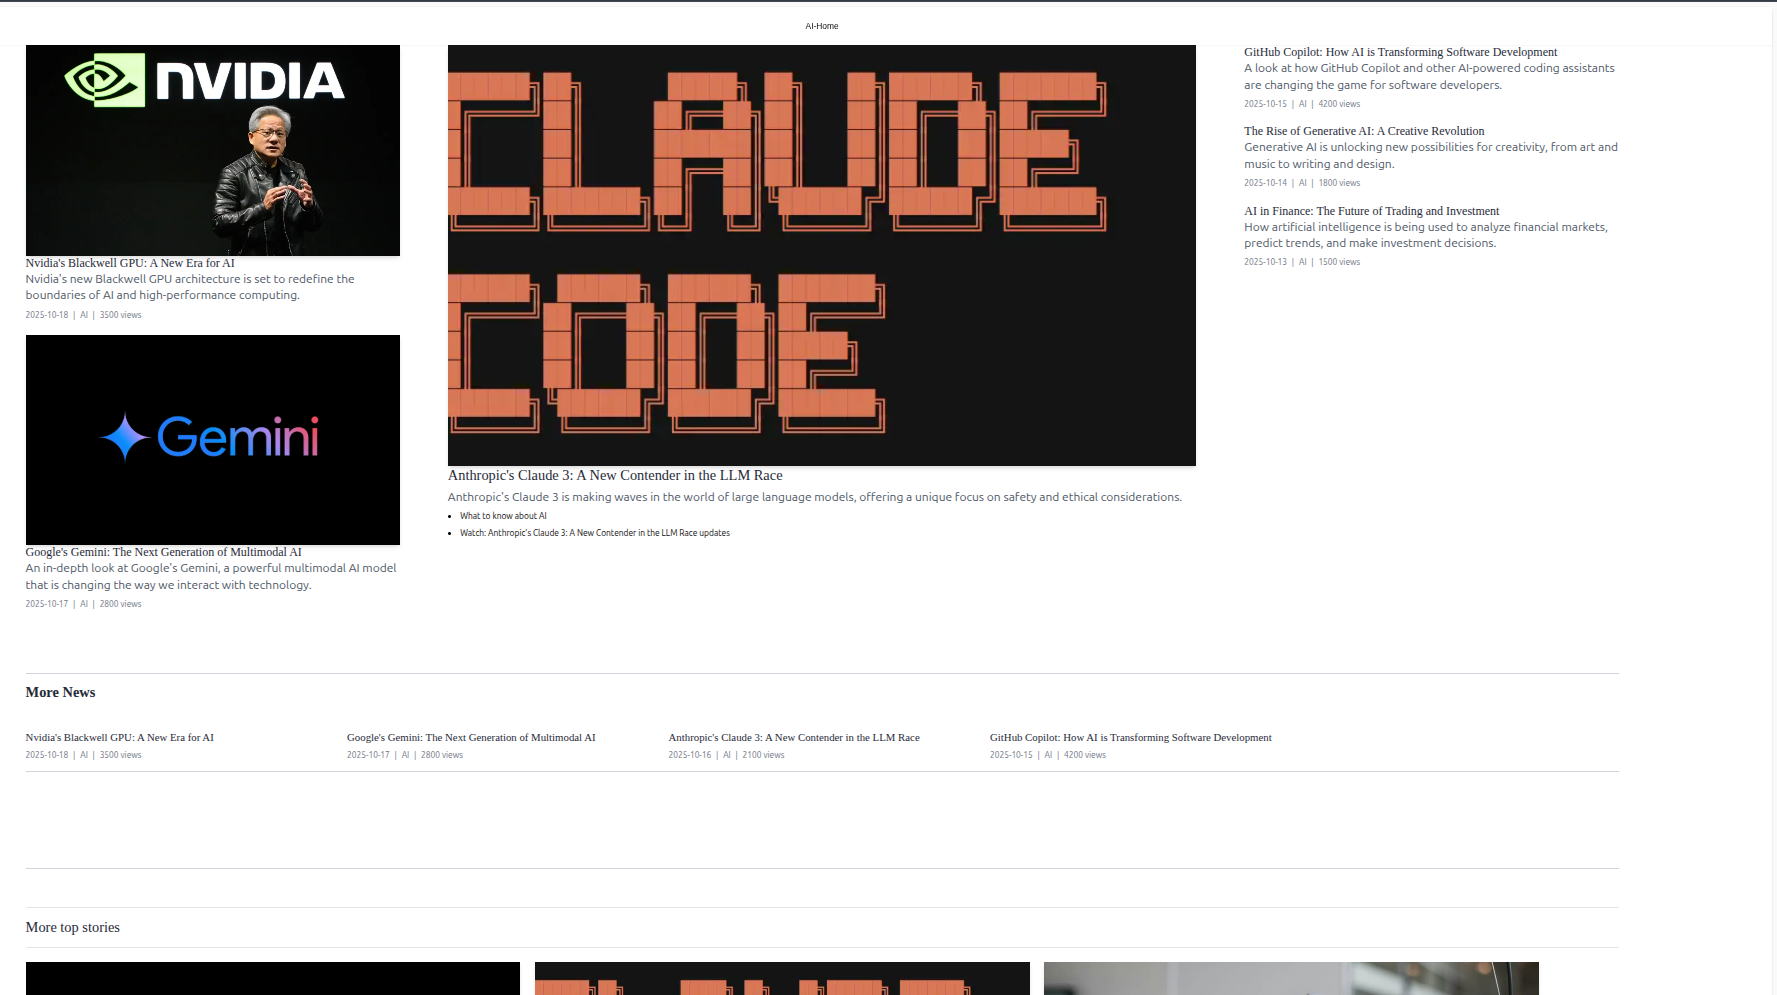 AI-Home
NVIDIA
Nvidia's Blackwell GPU: A New Era for AI
Nvidia's new Blackwell GPU architecture is set to redefine the
boundaries of AI and high-performance computing.
2025-10-18 | AI | 3500 views
Gemini
Google's Gemini: The Next Generation of Multimodal AI
An in-depth look at Google's Gemini, a powerful multimodal AI model
that is changing the way we interact with technology.
2025-10-17 | AI | 2800 views
CLAUDE
CODE
Anthropic's Claude 3: A New Contender in the LLM Race
Anthropic's Claude 3 is making waves in the world of large language models, offering a unique focus on safety and ethical considerations.
What to know about AI
Watch: Anthropic's Claude 3: A New Contender in the LLM Race updates
GitHub Copilot: How AI is Transforming Software Development
A look at how GitHub Copilot and other AI-powered coding assistants
are changing the game for software developers.
2025-10-15 | AI | 4200 views
The Rise of Generative AI: A Creative Revolution
Generative AI is unlocking new possibilities for creativity, from art and
music to writing and design.
2025-10-14 | AI | 1800 views
AI in Finance: The Future of Trading and Investment
How artificial intelligence is being used to analyze financial markets,
predict trends, and make investment decisions.
2025-10-13 | AI | 1500 views
More News
Nvidia's Blackwell GPU: A New Era for AI
2025-10-18 | AI | 3500 views
Google's Gemini: The Next Generation of Multimodal AI
2025-10-17 | AI | 2800 views
Anthropic's Claude 3: A New Contender in the LLM Race
2025-10-16 | AI | 2100 views
GitHub Copilot: How AI is Transforming Software Development
2025-10-15 | AI | 4200 views
More top stories